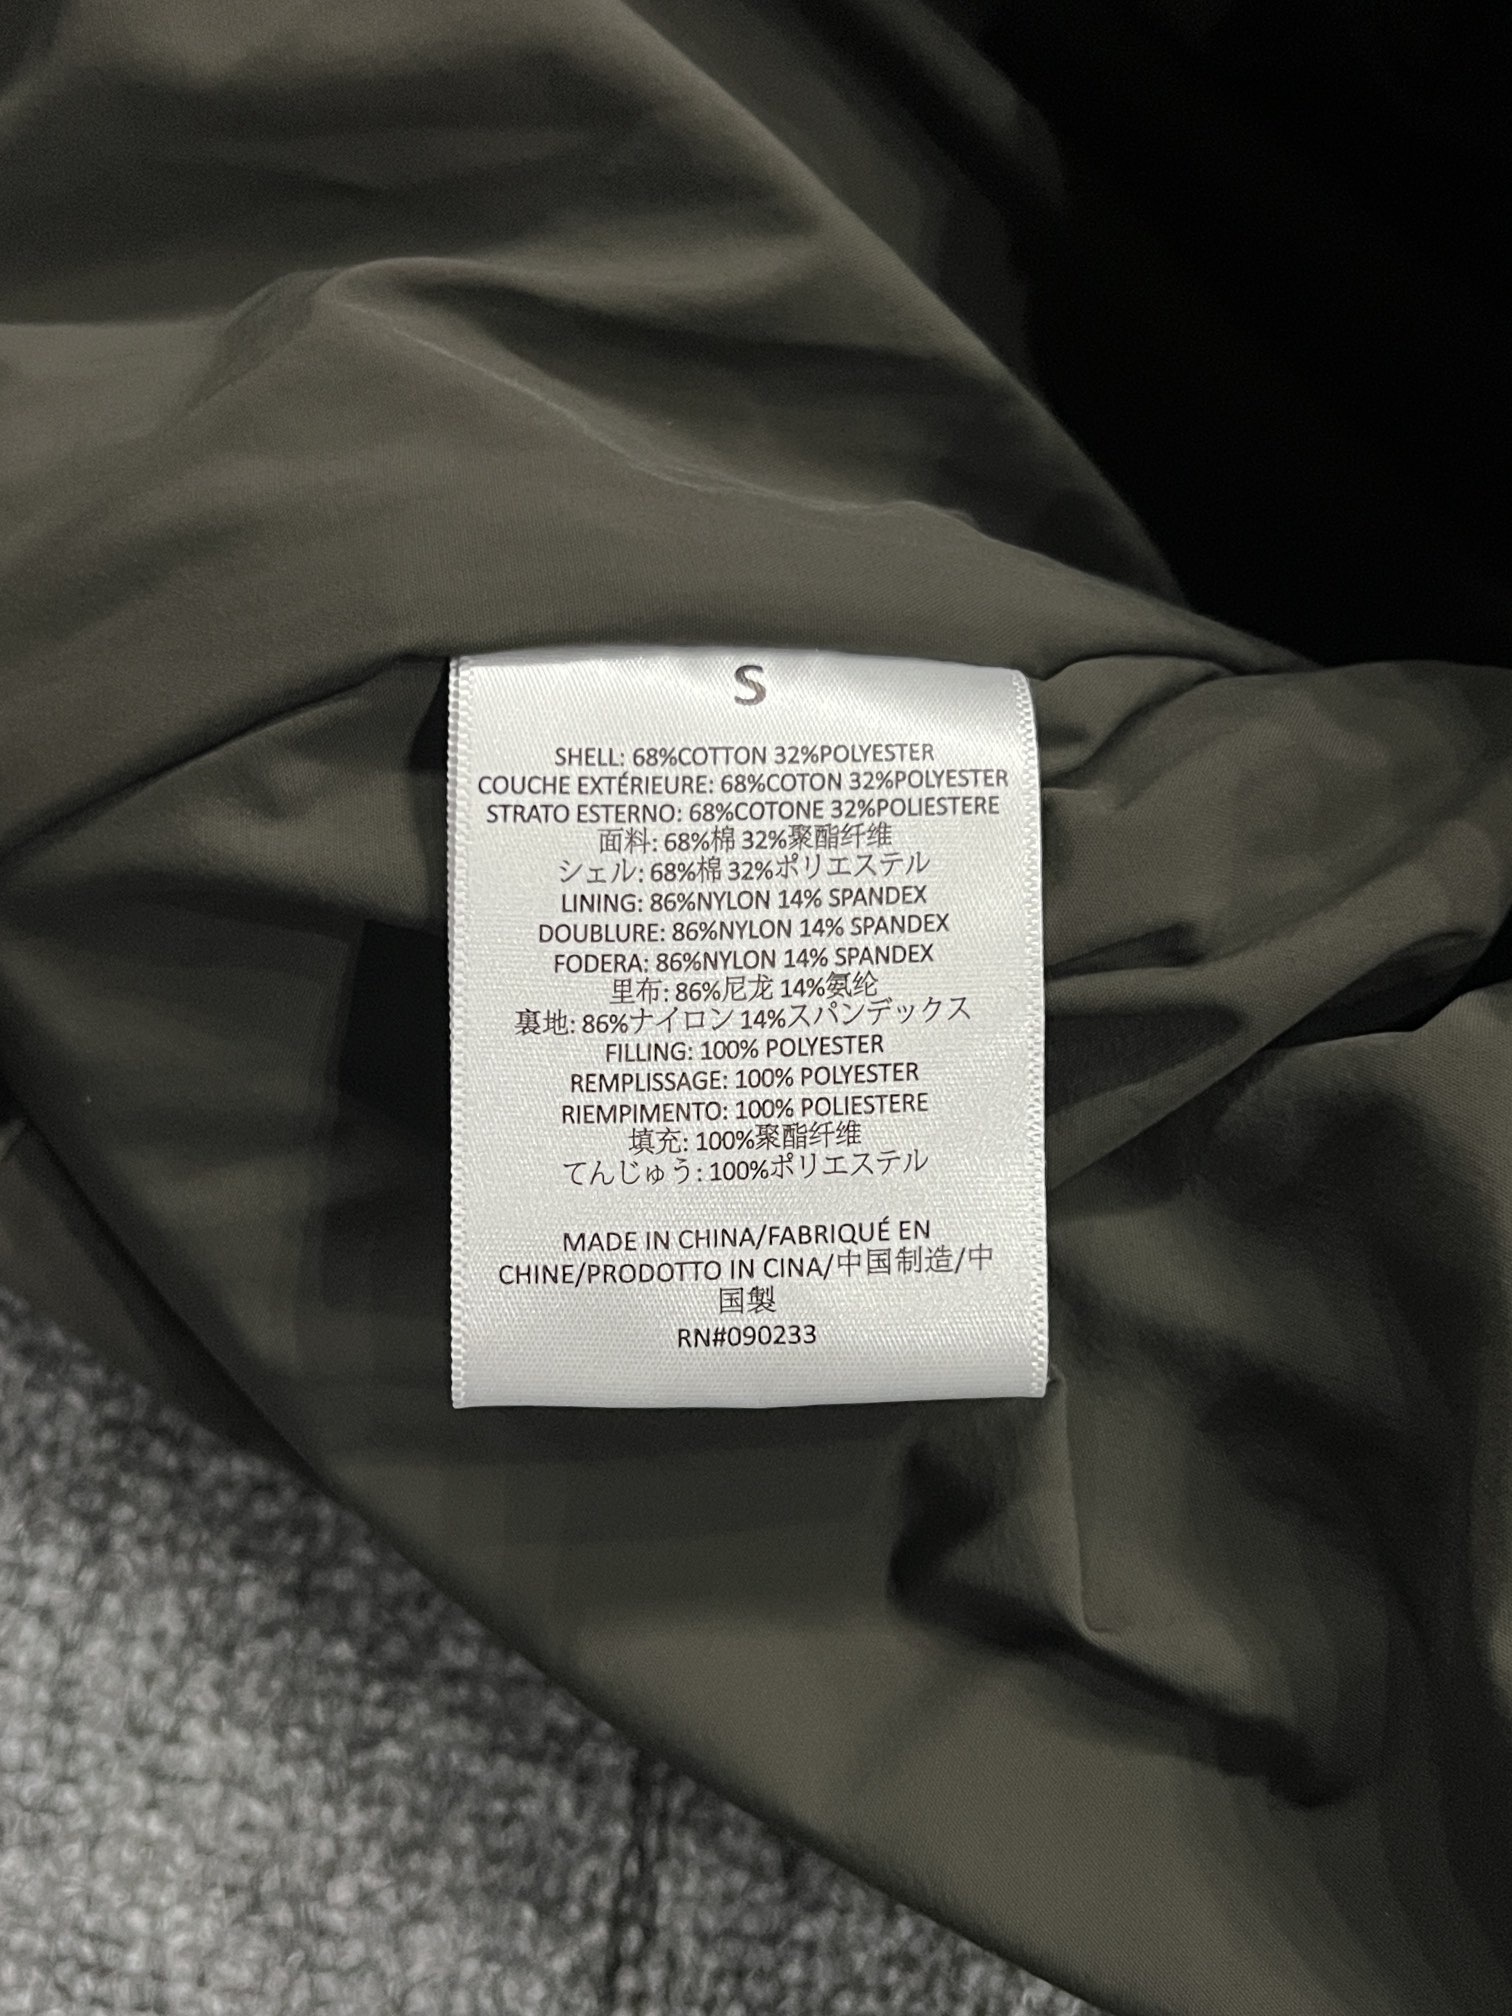 S
SHELL: 68%COTTON 32%POLYESTER
COUCHE EXTÉRIEURE: 68%COTON 32%POLYESTER
STRATO ESTERNO: 68%COTONE 32%POLIESTERE
面料: 68%棉 32%聚酯纤维
シェル: 68%棉 32%ポリエステル
LINING: 86%NYLON 14% SPANDEX
DOUBLURE: 86%NYLON 14% SPANDEX
FODERA: 86%NYLON 14% SPANDEX
里布: 86%尼龙 14%氨纶
裏地: 86%ナイロン 14%スパンデックス
FILLING: 100% POLYESTER
REMPLISSAGE: 100% POLYESTER
RIEMPIMENTO: 100% POLIESTERE
填充: 100%聚酯纤维
てんじゅう: 100%ポリエステル
MADE IN CHINA/FABRIQUÉ EN
CHINE/PRODOTTO IN CINA/中国制造/中
国製
RN#090233